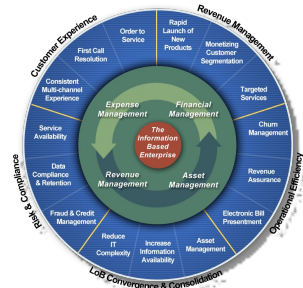 Customer Experience
Revenue Management
Operational Efficiency
LoB Convergence & Consolidation
Risk & Compliance
Order to
Service
Rapid
Launch of
New
Products
Monetizing
Customer
Segmentation
Targeted
Services
Churn
Management
Revenue
Assurance
Electronic Bill
Presentment
Asset
Management
Increase
Information
Availability
Reduce
IT
Complexity
Fraud & Credit
Management
Data
Compliance
& Retention
Service
Availability
Consistent
Multi-channel
Experience
First Call
Resolution
Expense
Management
Financial
Management
The
Information
Based
Enterprise
Revenue
Management
Asset
Management